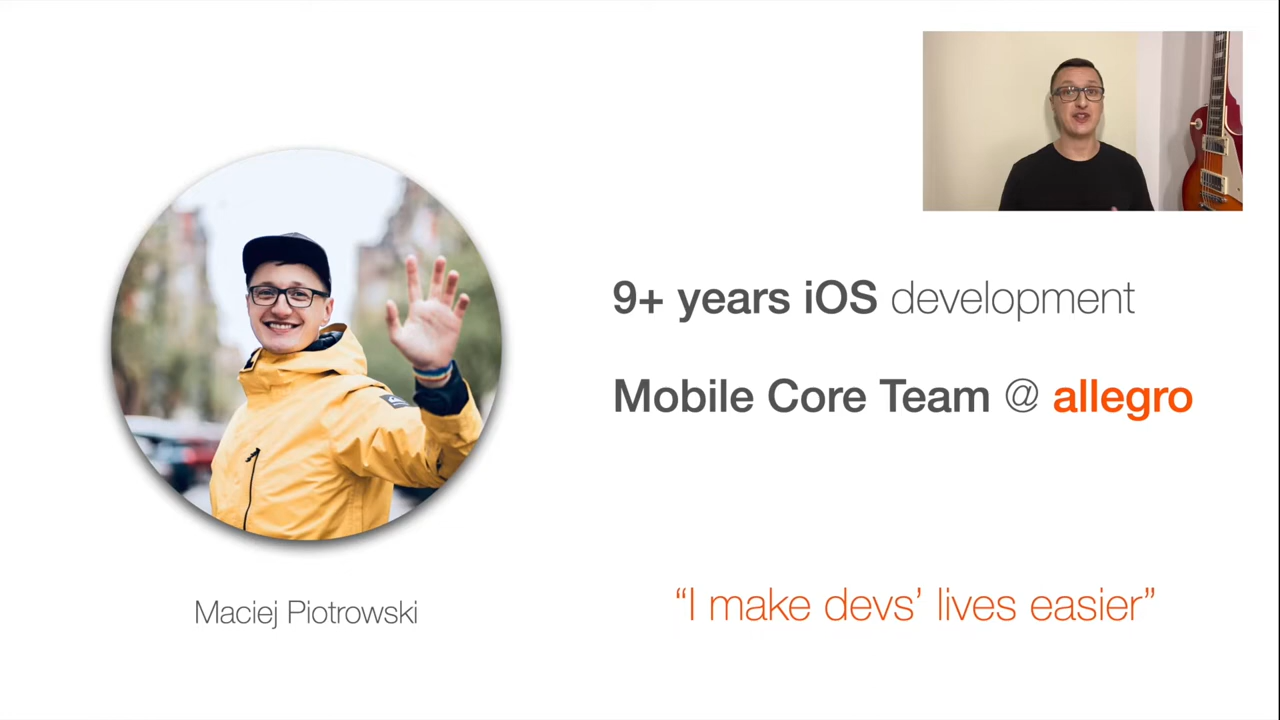 9+ years iOS development
Mobile Core Team @ allegro
Maciej Piotrowski
“I make devs’ lives easier”